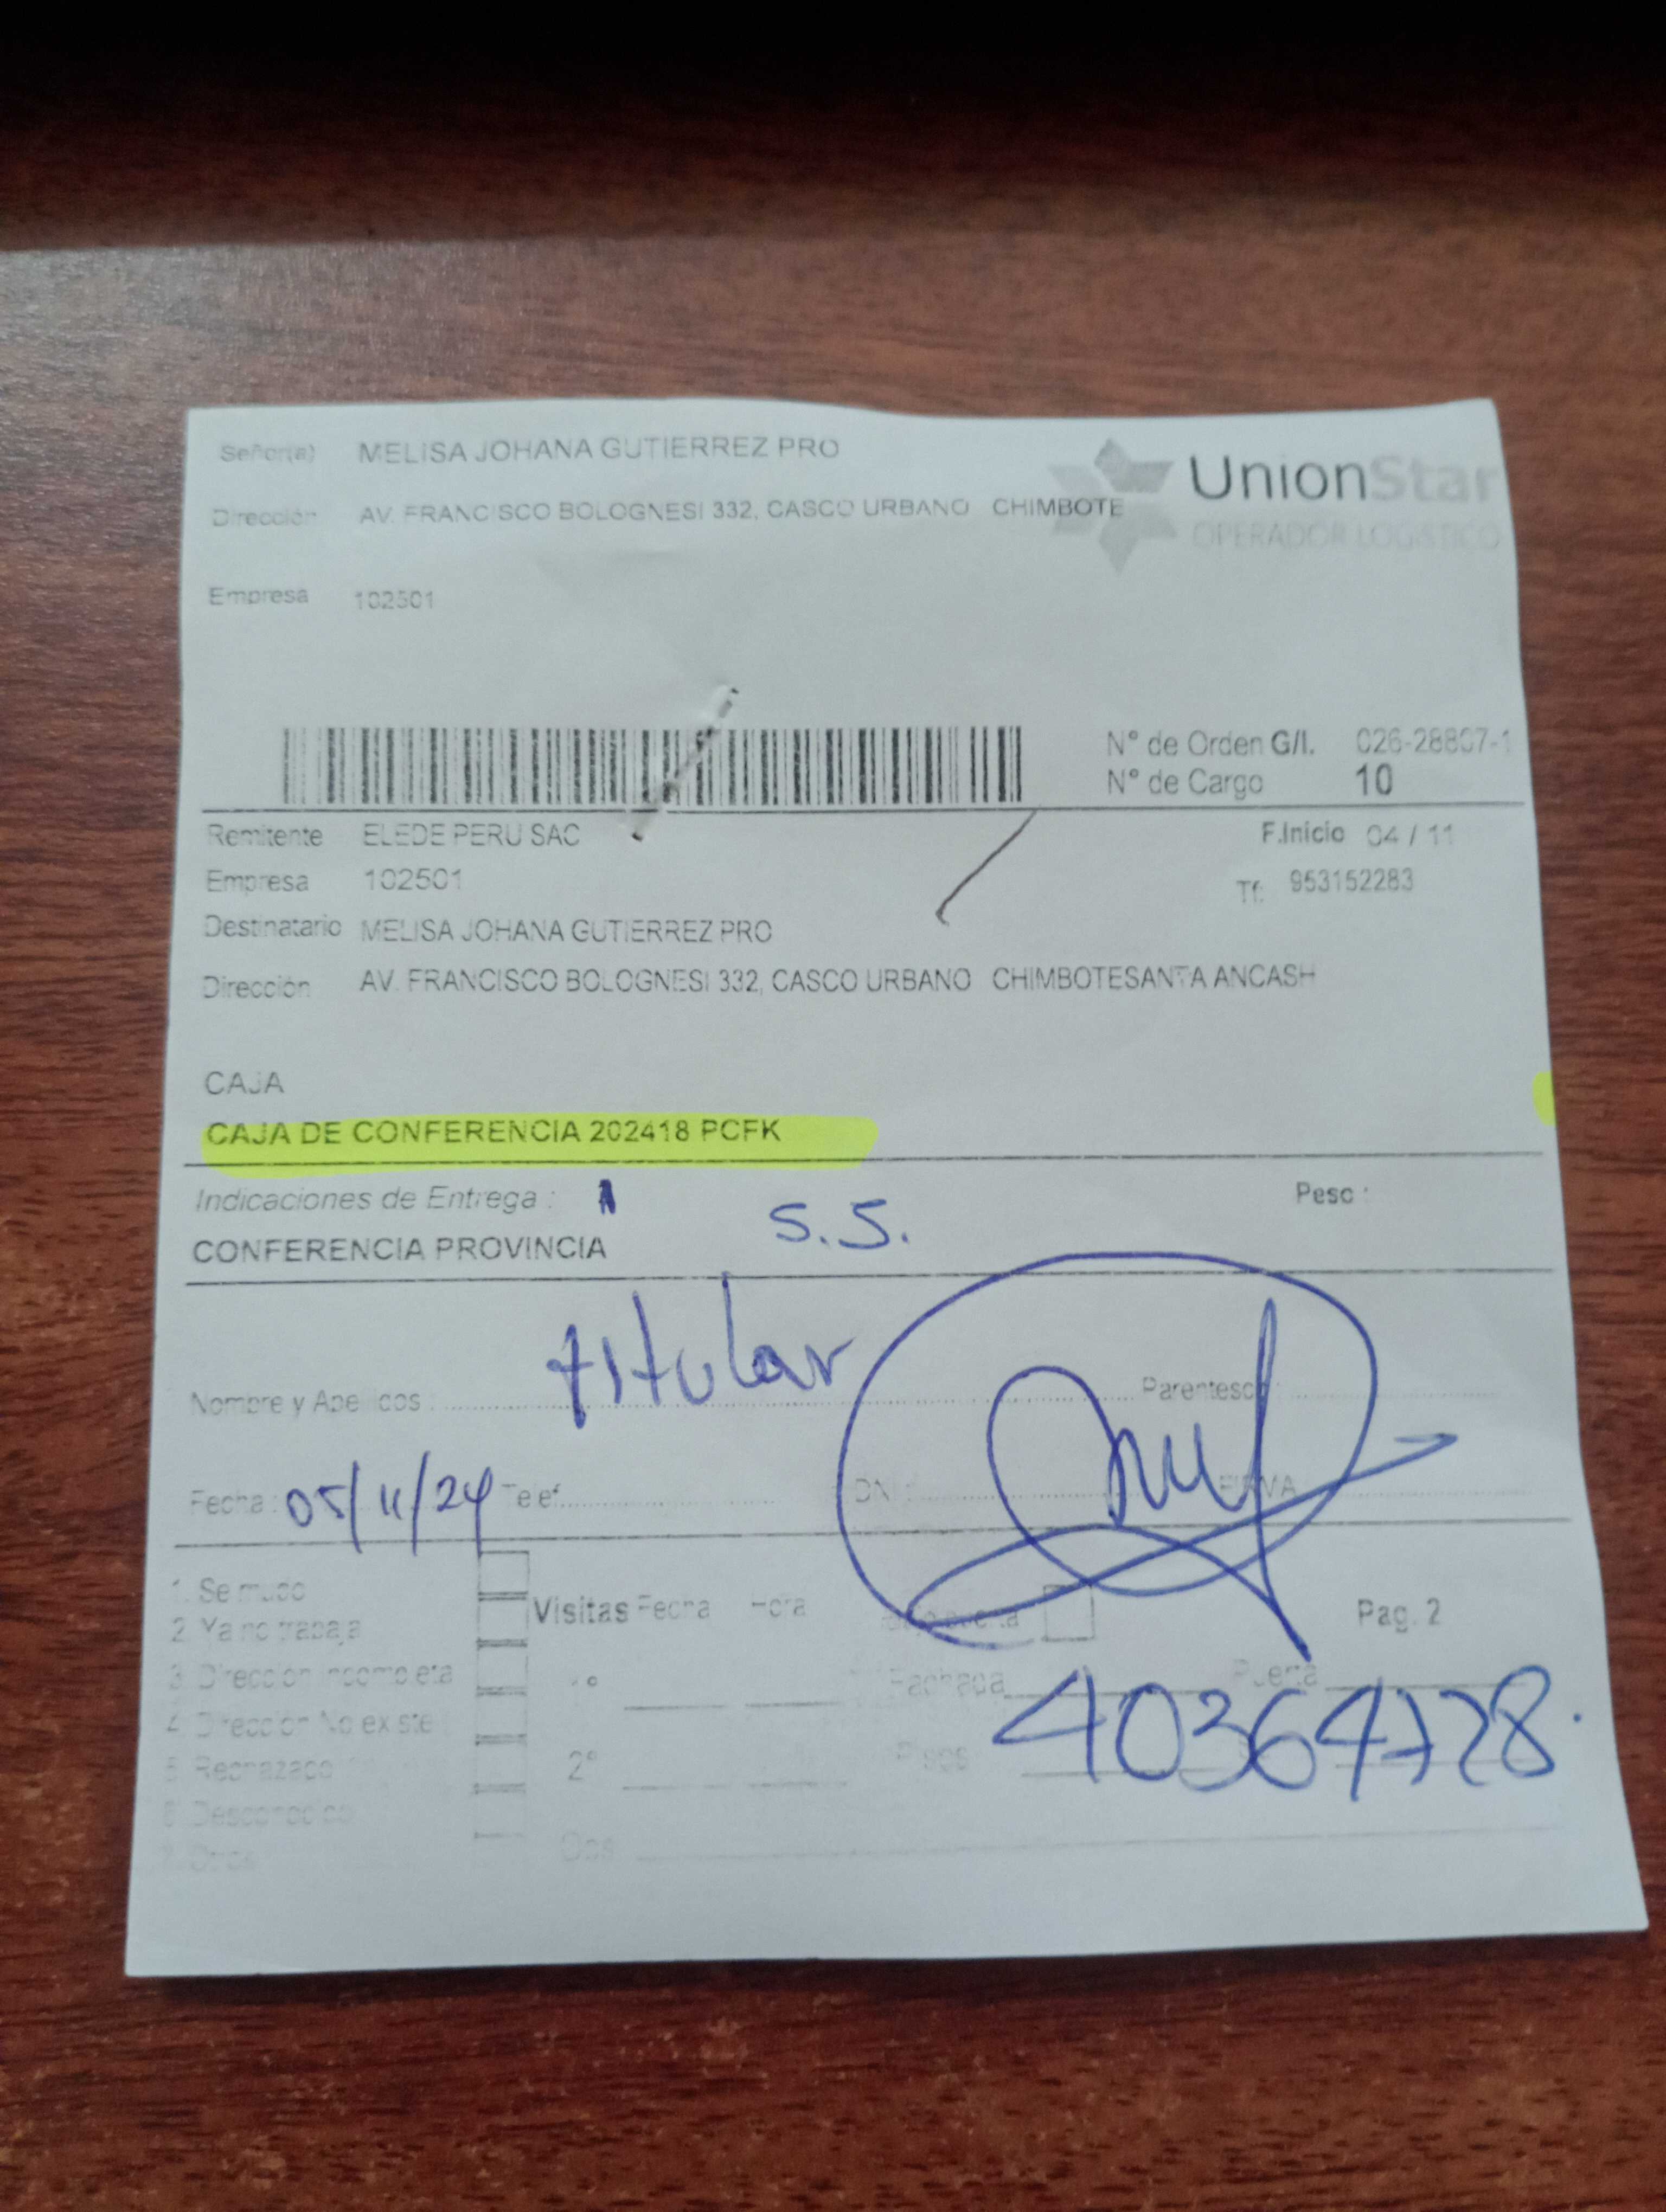 Señor(a) MELISA JOHANA GUTIERREZ PRO
UnionStar
OPERADOR LOGISTICO
Dirección AV. FRANCISCO BOLOGNESI 332, CASCO URBANO CHIMBOTE
Empresa 102501
N° de Orden G/I. 026-28807-1
N° de Cargo 10
Remitente ELEDE PERU SAC F.Inicio 04 / 11
Empresa 102501 Tf: 953152283
Destinatario MELISA JOHANA GUTIERREZ PRO
Dirección AV. FRANCISCO BOLOGNESI 332, CASCO URBANO CHIMBOTESANTA ANCASH
CAJA
CAJA DE CONFERENCIA 202418 PCFK
Indicaciones de Entrega : 1 S.S. Peso :
CONFERENCIA PROVINCIA
Nombre y Apellidos : titular Parentesco :
Fecha : 05/11/24 Telef. DNI : FIRMA
1. Se mudo
Visitas Fecha Hora Pag. 2
2. Ya no trabaja
3. Dirección incompleta 1° Fachada Puerta
4. Dirección No existe 40364728.
5. Rechazado 2° Pisos
6. Desconocido
7. Otros Obs